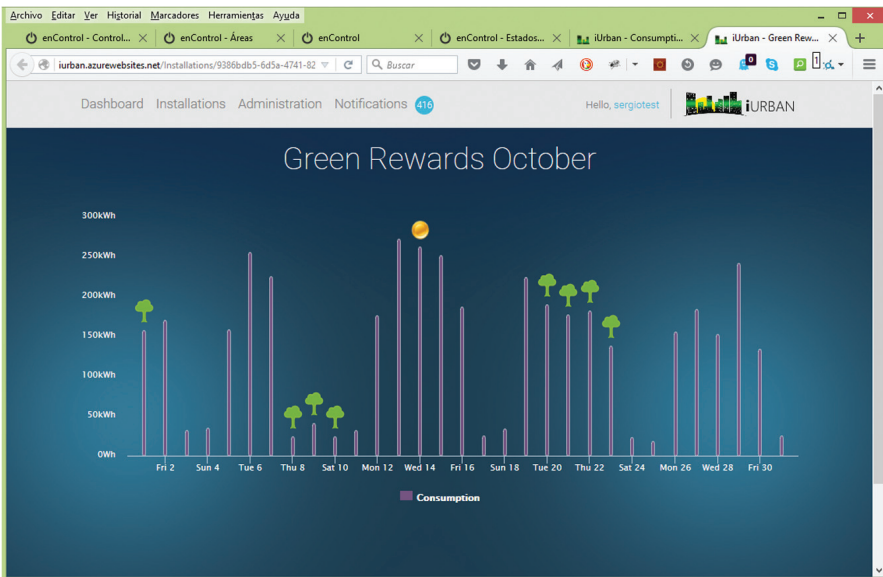 Archivo Editar Ver Historial Marcadores Herramientas Ayuda
enControl - Control... enControl - Áreas enControl enControl - Estados... iUrban - Consumpti... iUrban - Green Rew...
iurban.azurewebsites.net/Installations/9386bdb5-6d5a-4741-82 Buscar 0 1
Dashboard Installations Administration Notifications 416 Hello, sergiotest iURBAN
Green Rewards October
300kWh
250kWh
200kWh
150kWh
100kWh
50kWh
0Wh
Fri 2 Sun 4 Tue 6 Thu 8 Sat 10 Mon 12 Wed 14 Fri 16 Sun 18 Tue 20 Thu 22 Sat 24 Mon 26 Wed 28 Fri 30
Consumption